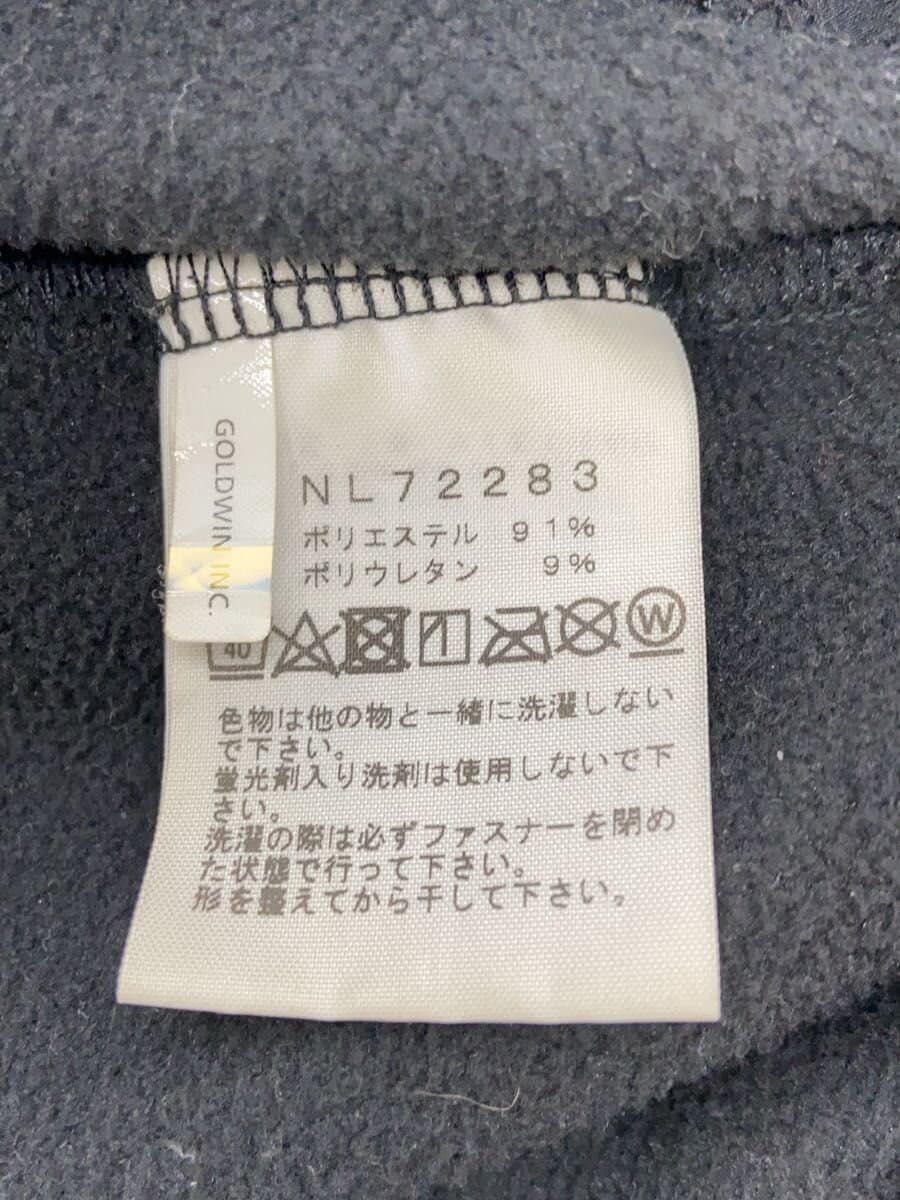 GOLDWIN INC.
NL72283
ポリエステル 91%
ポリウレタン 9%
40
W
色物は他の物と一緒に洗濯しない
で下さい。
蛍光剤入り洗剤は使用しないで下
さい。
洗濯の際は必ずファスナーを閉め
た状態で行って下さい。
形を整えてから干して下さい。